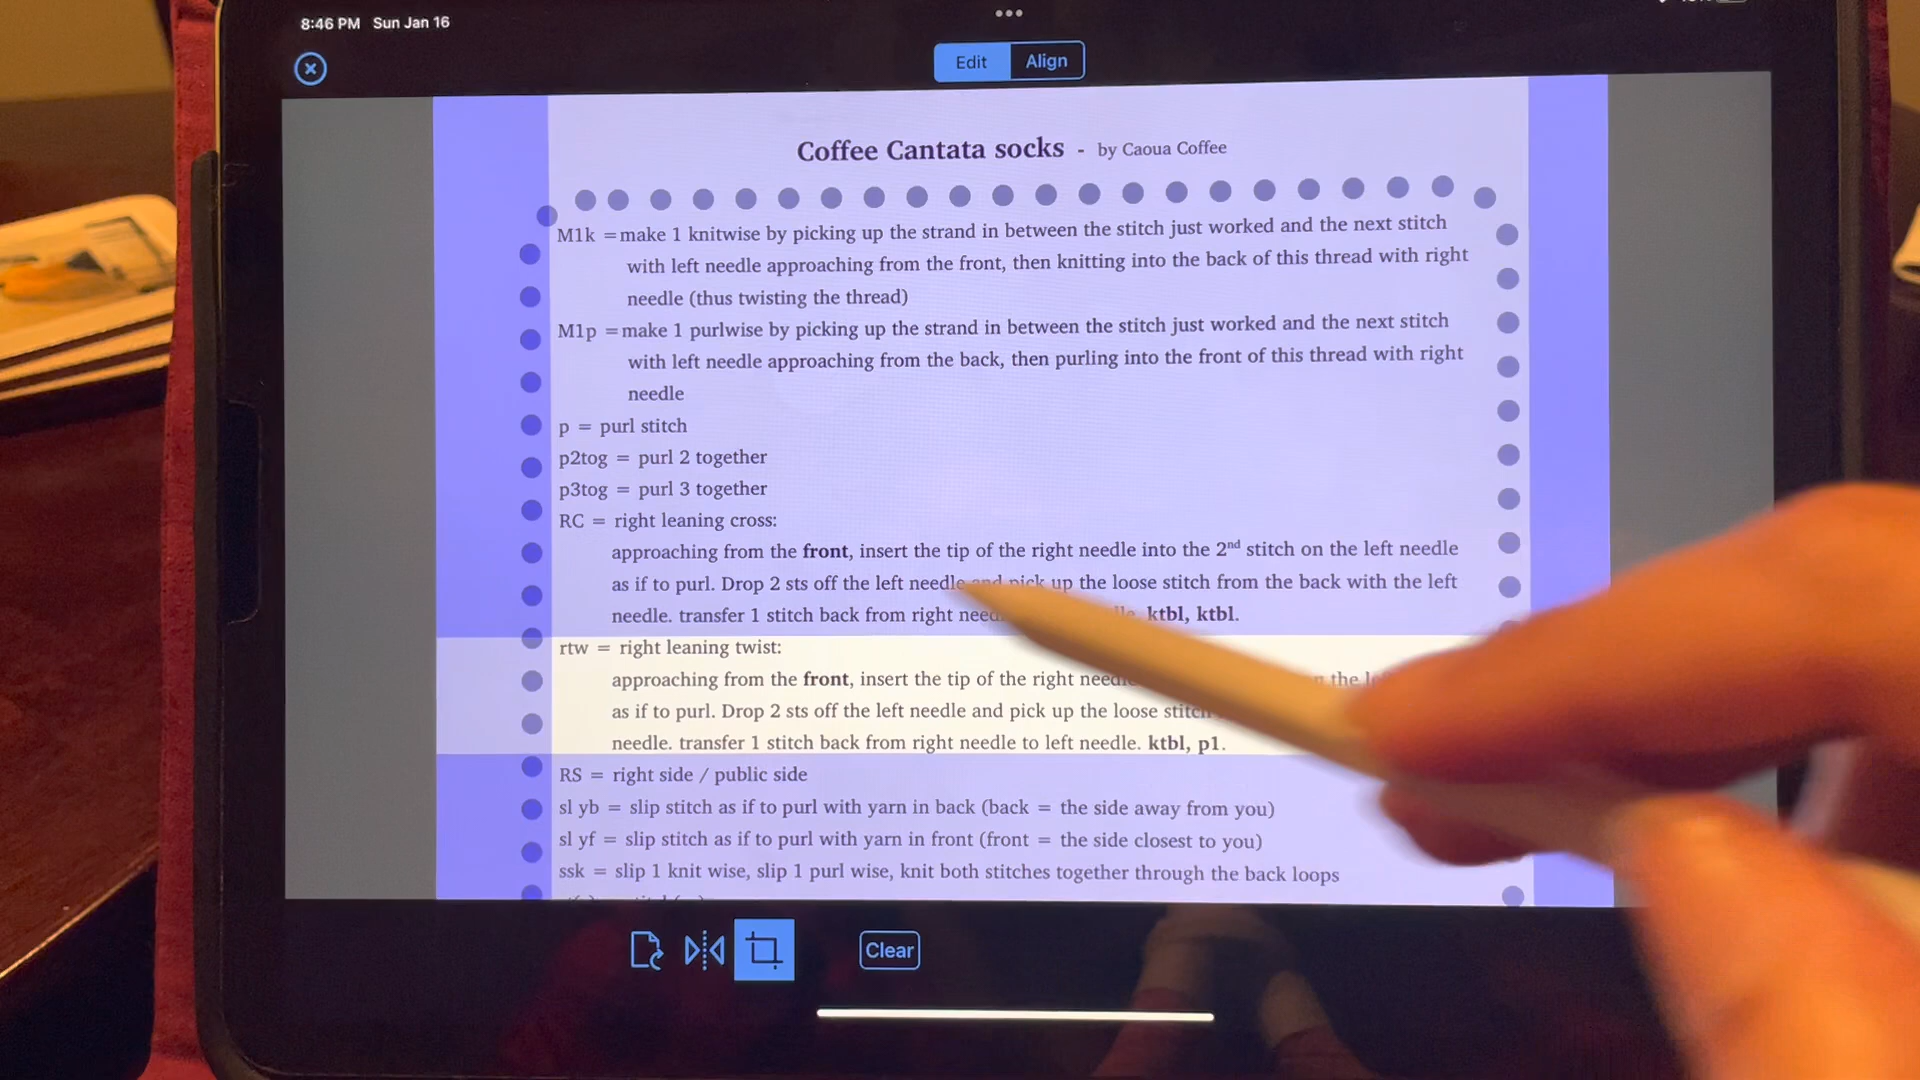 8:46 PM Sun Jan 16
Edit Align
Coffee Cantata socks - by Caoua Coffee
M1k =make 1 knitwise by picking up the strand in between the stitch just worked and the next stitch
with left needle approaching from the front, then knitting into the back of this thread with right
needle (thus twisting the thread)
M1p =make 1 purlwise by picking up the strand in between the stitch just worked and the next stitch
with left needle approaching from the back, then purling into the front of this thread with right
needle
p = purl stitch
p2tog = purl 2 together
p3tog = purl 3 together
RC = right leaning cross:
approaching from the front, insert the tip of the right needle into the 2nd stitch on the left needle
as if to purl. Drop 2 sts off the left needle and pick up the loose stitch from the back with the left
needle. transfer 1 stitch back from right ktbl, ktbl.
rtw = right leaning twist:
approaching from the front, insert the tip of the right the
as if to purl. Drop 2 sts off the left needle and pick up the loose stitch
needle. transfer 1 stitch back from right needle to left needle. ktbl, p1.
RS = right side / public side
sl yb = slip stitch as if to purl with yarn in back (back = the side away from you)
sl yf = slip stitch as if to purl with yarn in front (front = the side closest to you)
ssk = slip 1 knit wise, slip 1 purl wise, knit both stitches together through the back loops
Clear